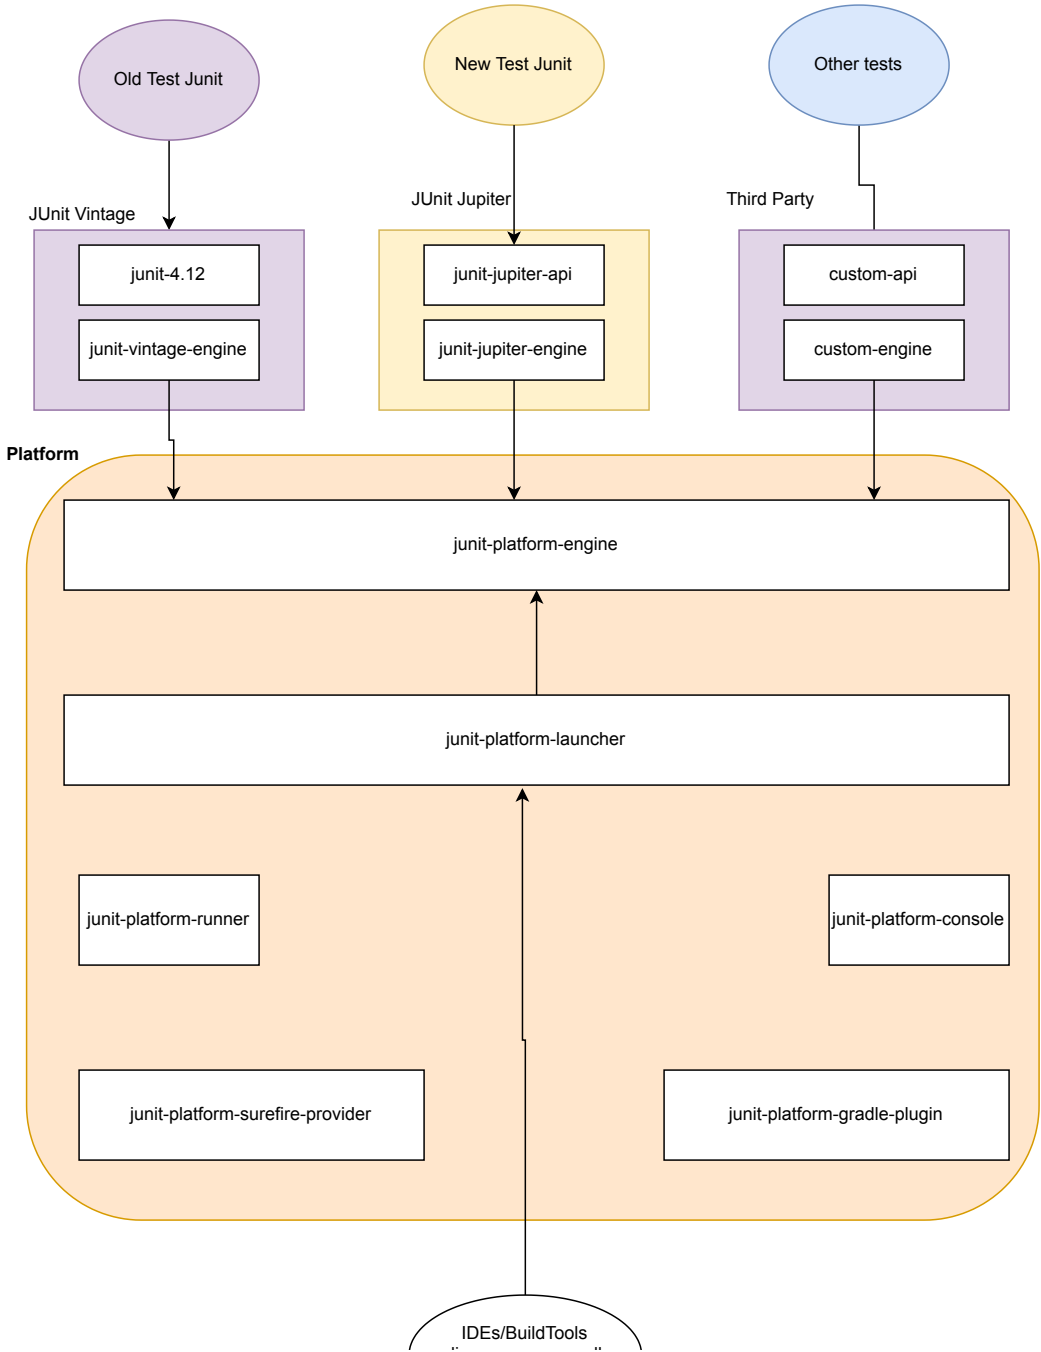 Old Test Junit
New Test Junit
Other tests
JUnit Vintage
JUnit Jupiter
Third Party
junit-4.12
junit-jupiter-api
custom-api
junit-vintage-engine
junit-jupiter-engine
custom-engine
Platform
junit-platform-engine
junit-platform-launcher
junit-platform-runner
junit-platform-console
junit-platform-surefire-provider
junit-platform-gradle-plugin
IDEs/BuildTools